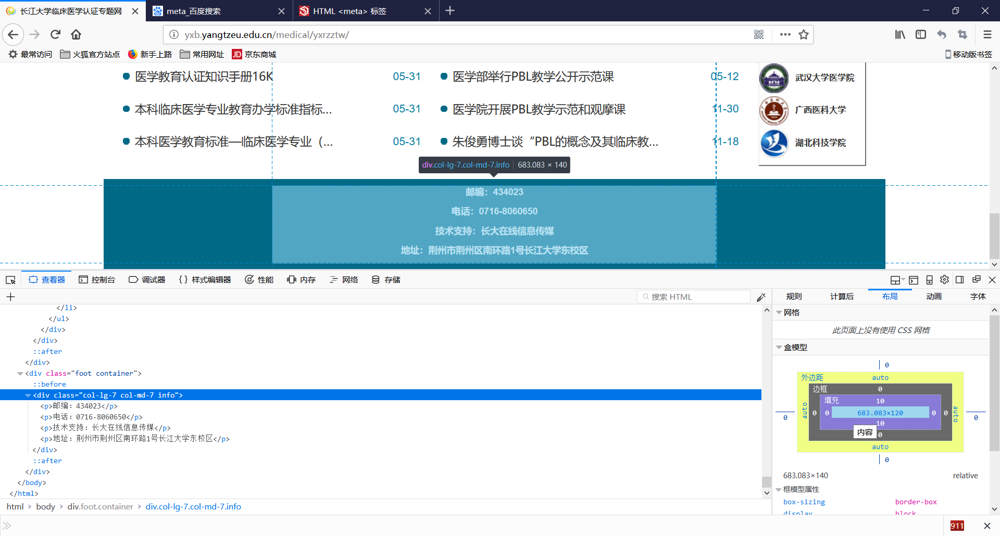 长江大学临床医学认证专题网
meta_百度搜索
HTML <meta> 标签
yxb.yangtzeu.edu.cn/medical/yxrzztw/
最常访问
火狐官方站点
新手上路
常用网址
JD 京东商城
移动版书签
医学教育认证知识手册16K
05-31
医学部举行PBL教学公开示范课
05-12
武汉大学医学院
本科临床医学专业教育办学标准指标...
05-31
医学院开展PBL教学示范和观摩课
11-30
广西医科大学
本科医学教育标准—临床医学专业（...
05-31
朱俊勇博士谈“PBL的概念及其临床教...
11-18
湖北科技学院
div.col-lg-7.col-md-7.info
683.083 × 140
邮编：434023
电话：0716-8060650
技术支持：长大在线信息传媒
地址：荆州市荆州区南环路1号长江大学东校区
查看器
控制台
调试器
{} 样式编辑器
性能
内存
网络
存储
搜索 HTML
规则
计算后
布局
动画
字体
</li>
</ul>
</div>
</div>
::after
</div>
<div class="foot container">
::before
<div class="col-lg-7 col-md-7 info">
<p>邮编：434023</p>
<p>电话：0716-8060650</p>
<p>技术支持：长大在线信息传媒</p>
<p>地址：荆州市荆州区南环路1号长江大学东校区</p>
</div>
::after
</div>
</body>
</html>
html
body
div.foot.container
div.col-lg-7.col-md-7.info
网格
此页面上没有使用 CSS 网格
盒模型
0
外边距
auto
边框
0
填充
10
0
auto
0
0
683.083×120
0
0
auto
0
10
内容
0
auto
0
683.083×140
relative
框模型属性
box-sizing
border-box
display
block
911